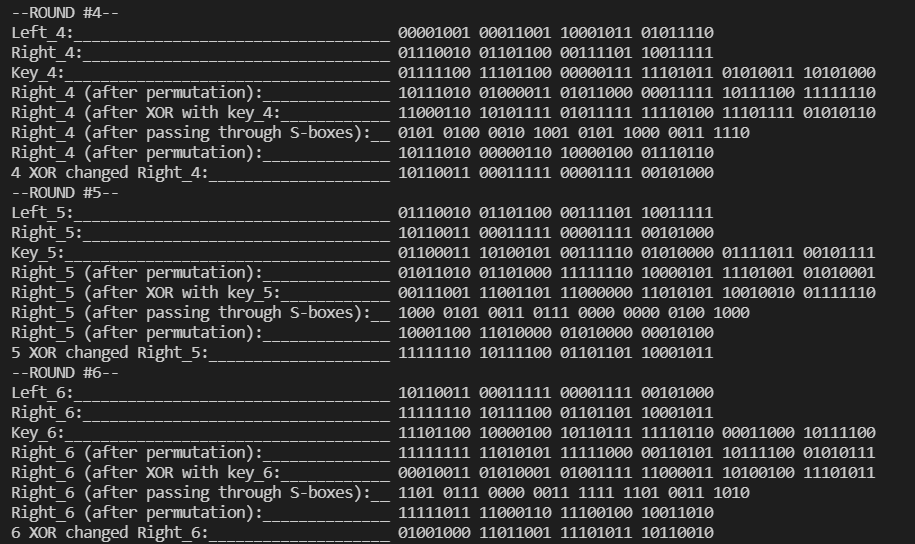 --ROUND #4--
Left_4:___________________________________ 00001001 00011001 10001011 01011110
Right_4:__________________________________ 01110010 01101100 00111101 10011111
Key_4:____________________________________ 01111100 11101100 00000111 11101011 01010011 10101000
Right_4 (after permutation):______________ 10111010 01000011 01011000 00011111 10111100 11111110
Right_4 (after XOR with key_4:____________ 11000110 10101111 01011111 11110100 11101111 01010110
Right_4 (after passing through S-boxes):__ 0101 0100 0010 1001 0101 1000 0011 1110
Right_4 (after permutation):______________ 10111010 00000110 10000100 01110110
4 XOR changed Right_4:____________________ 10110011 00011111 00001111 00101000
--ROUND #5--
Left_5:___________________________________ 01110010 01101100 00111101 10011111
Right_5:__________________________________ 10110011 00011111 00001111 00101000
Key_5:____________________________________ 01100011 10100101 00111110 01010000 01111011 00101111
Right_5 (after permutation):______________ 01011010 01101000 11111110 10000101 11101001 01010001
Right_5 (after XOR with key_5:____________ 00111001 11001101 11000000 11010101 10010010 01111110
Right_5 (after passing through S-boxes):__ 1000 0101 0011 0111 0000 0000 0100 1000
Right_5 (after permutation):______________ 10001100 11010000 01010000 00010100
5 XOR changed Right_5:____________________ 11111110 10111100 01101101 10001011
--ROUND #6--
Left_6:___________________________________ 10110011 00011111 00001111 00101000
Right_6:__________________________________ 11111110 10111100 01101101 10001011
Key_6:____________________________________ 11101100 10000100 10110111 11110110 00011000 10111100
Right_6 (after permutation):______________ 11111111 11010101 11111000 00110101 10111100 01010111
Right_6 (after XOR with key_6:____________ 00010011 01010001 01001111 11000011 10100100 11101011
Right_6 (after passing through S-boxes):__ 1101 0111 0000 0011 1111 1101 0011 1010
Right_6 (after permutation):______________ 11111011 11000110 11100100 10011010
6 XOR changed Right_6:____________________ 01001000 11011001 11101011 10110010